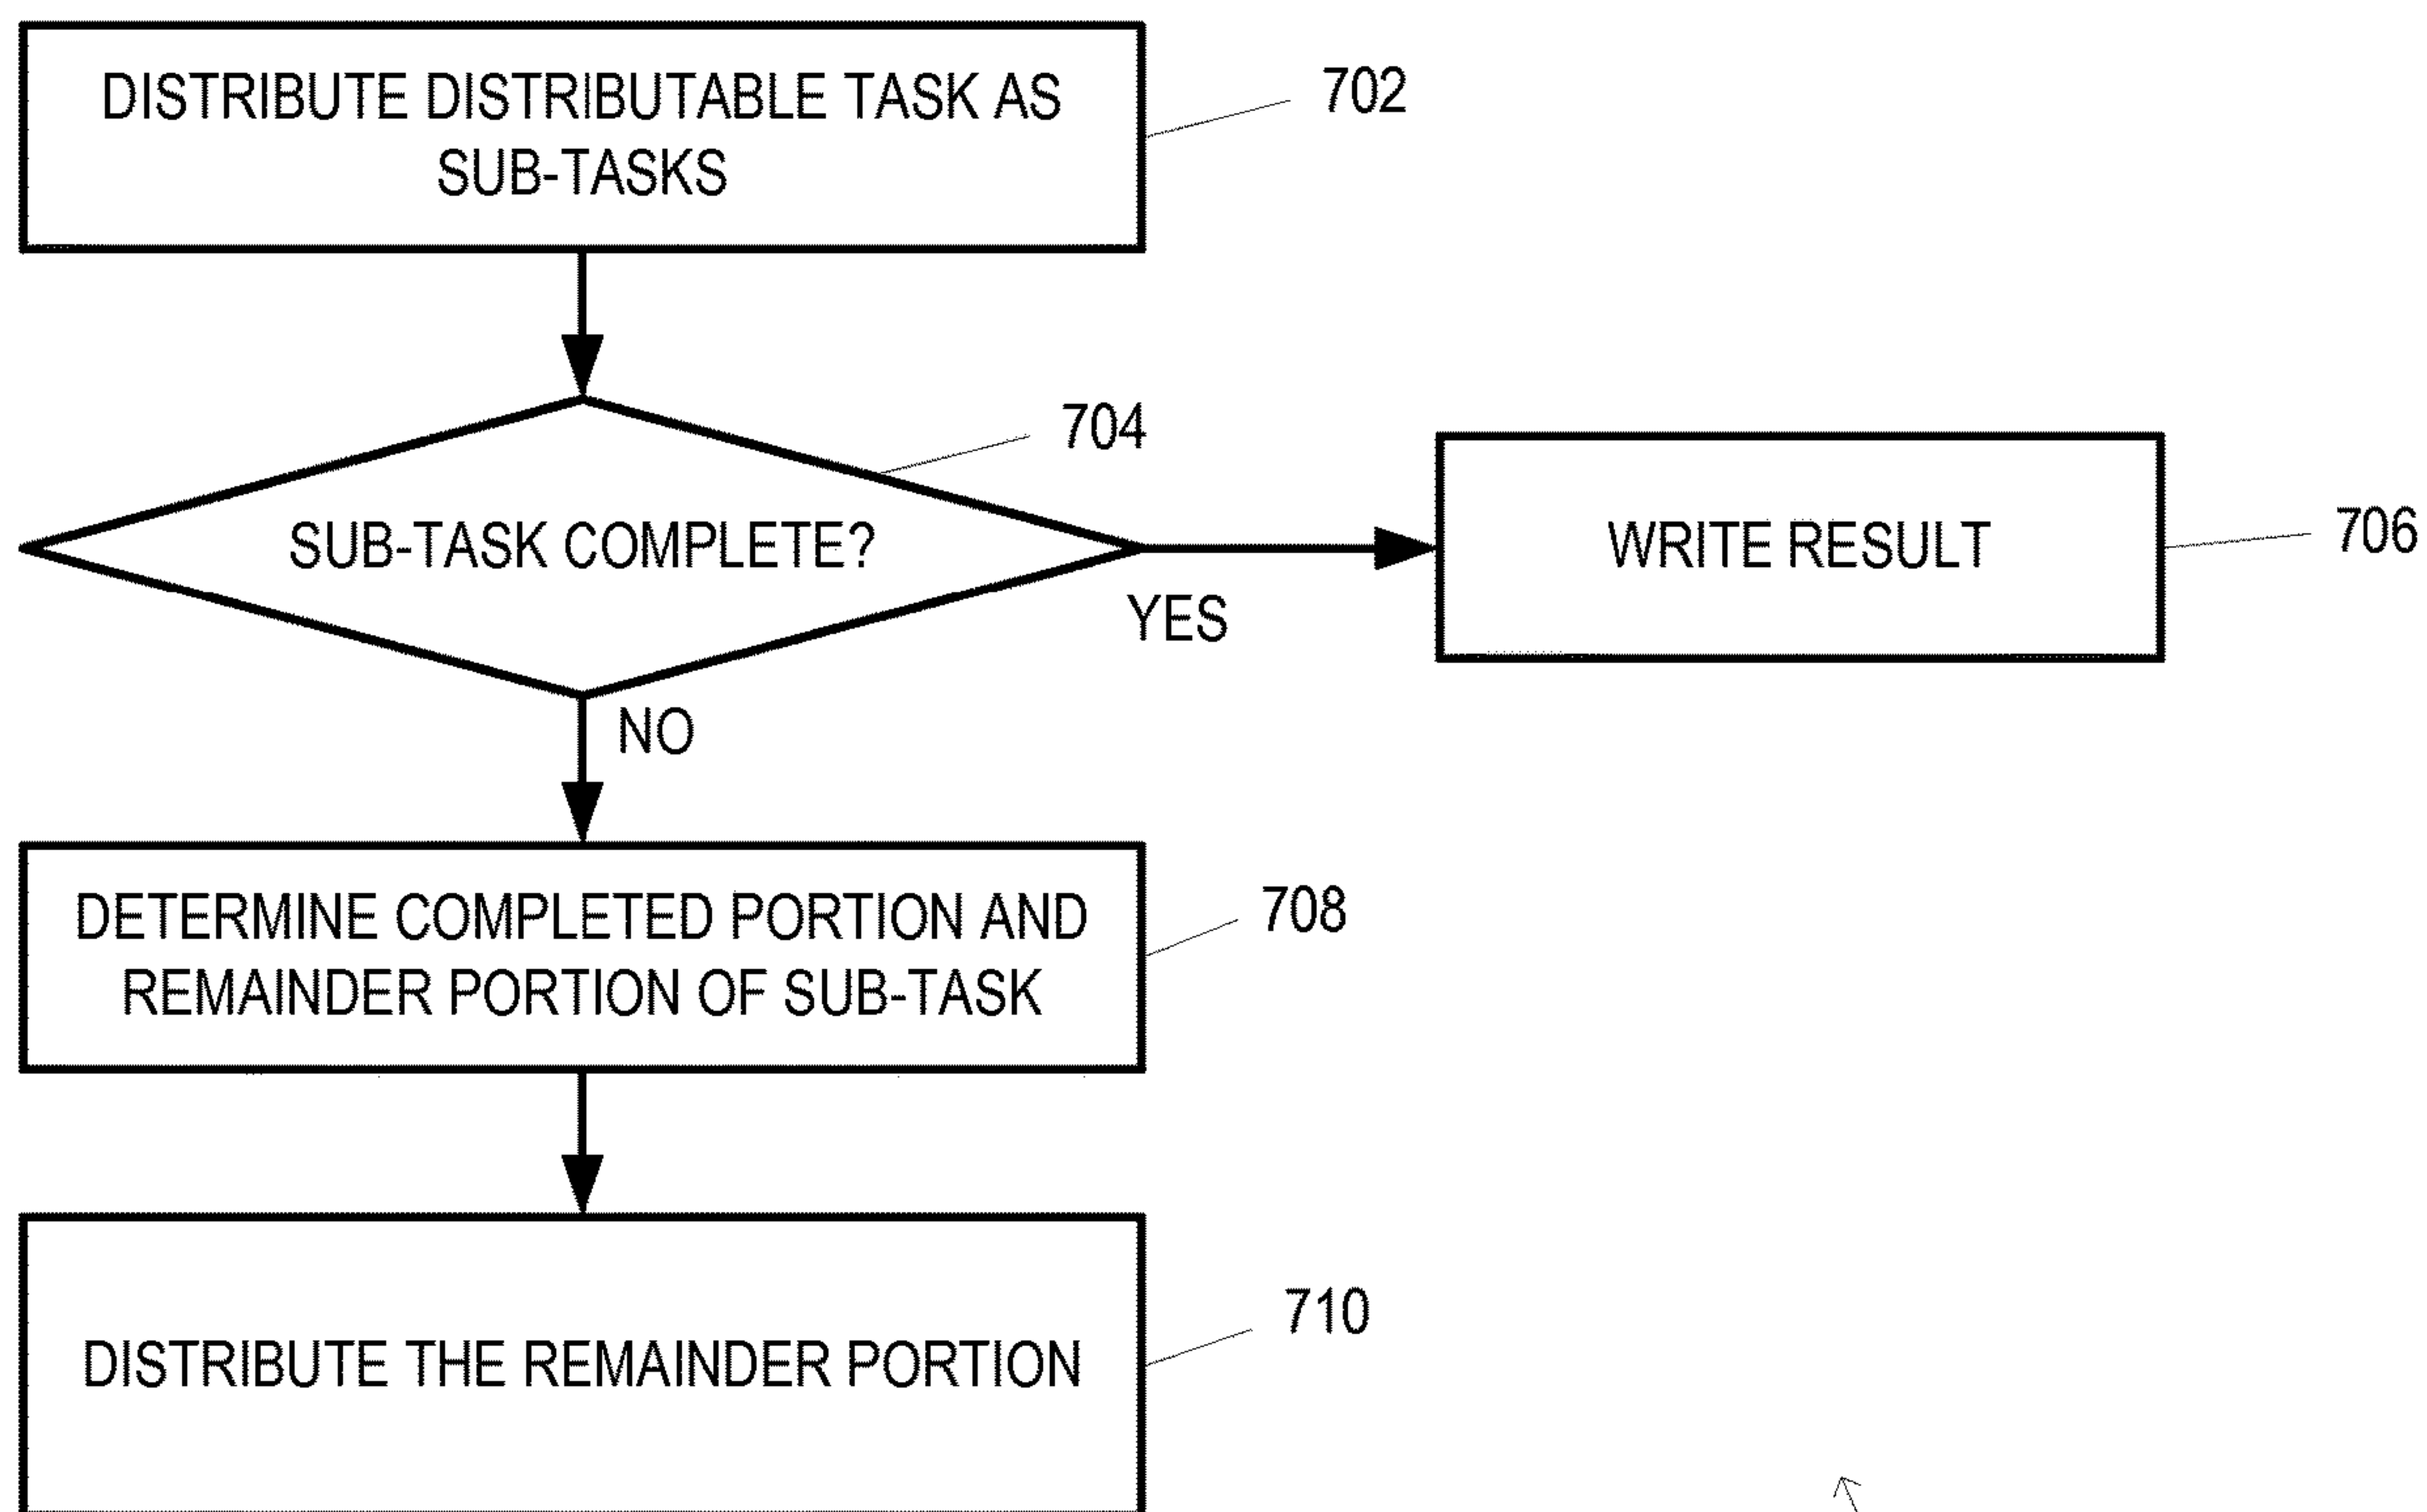 DISTRIBUTE DISTRIBUTABLE TASK AS
SUB-TASKS
702
704
SUB-TASK COMPLETE?
YES
WRITE RESULT
706
NO
DETERMINE COMPLETED PORTION AND
REMAINDER PORTION OF SUB-TASK
708
DISTRIBUTE THE REMAINDER PORTION
710